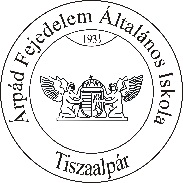 Árpád Fejedelem Általános Iskola
1931
Tiszaalpár